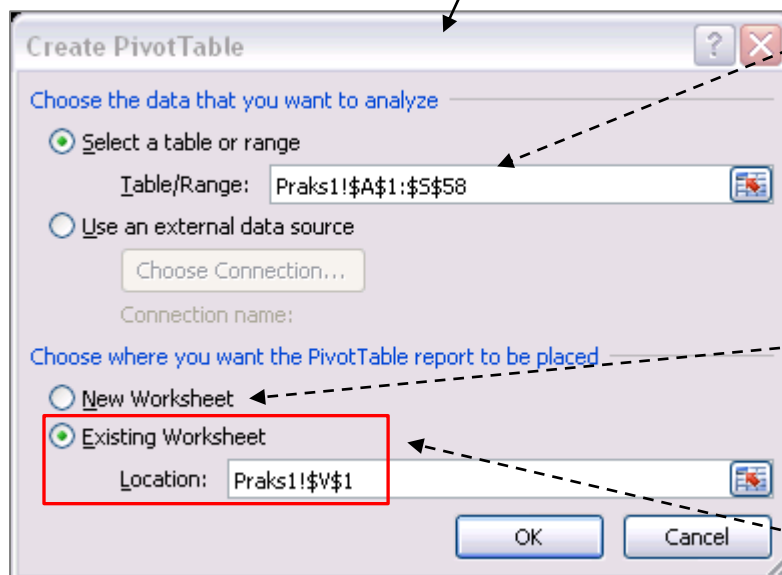 Create PivotTable
?
Choose the data that you want to analyze
Select a table or range
Table/Range: Praks1!$A$1:$S$58
Use an external data source
Choose Connection...
Connection name:
Choose where you want the PivotTable report to be placed
New Worksheet
Existing Worksheet
Location: Praks1!$V$1
OK Cancel